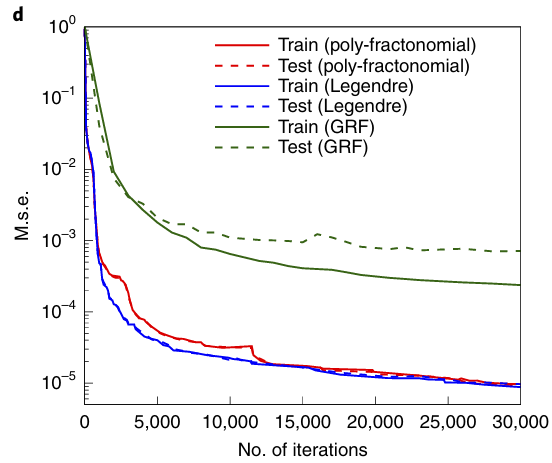 d
10⁰
10⁻¹
10⁻²
10⁻³
10⁻⁴
10⁻⁵
M.s.e.
Train (poly-fractonomial)
Test (poly-fractonomial)
Train (Legendre)
Test (Legendre)
Train (GRF)
Test (GRF)
0 5,000 10,000 15,000 20,000 25,000 30,000
No. of iterations